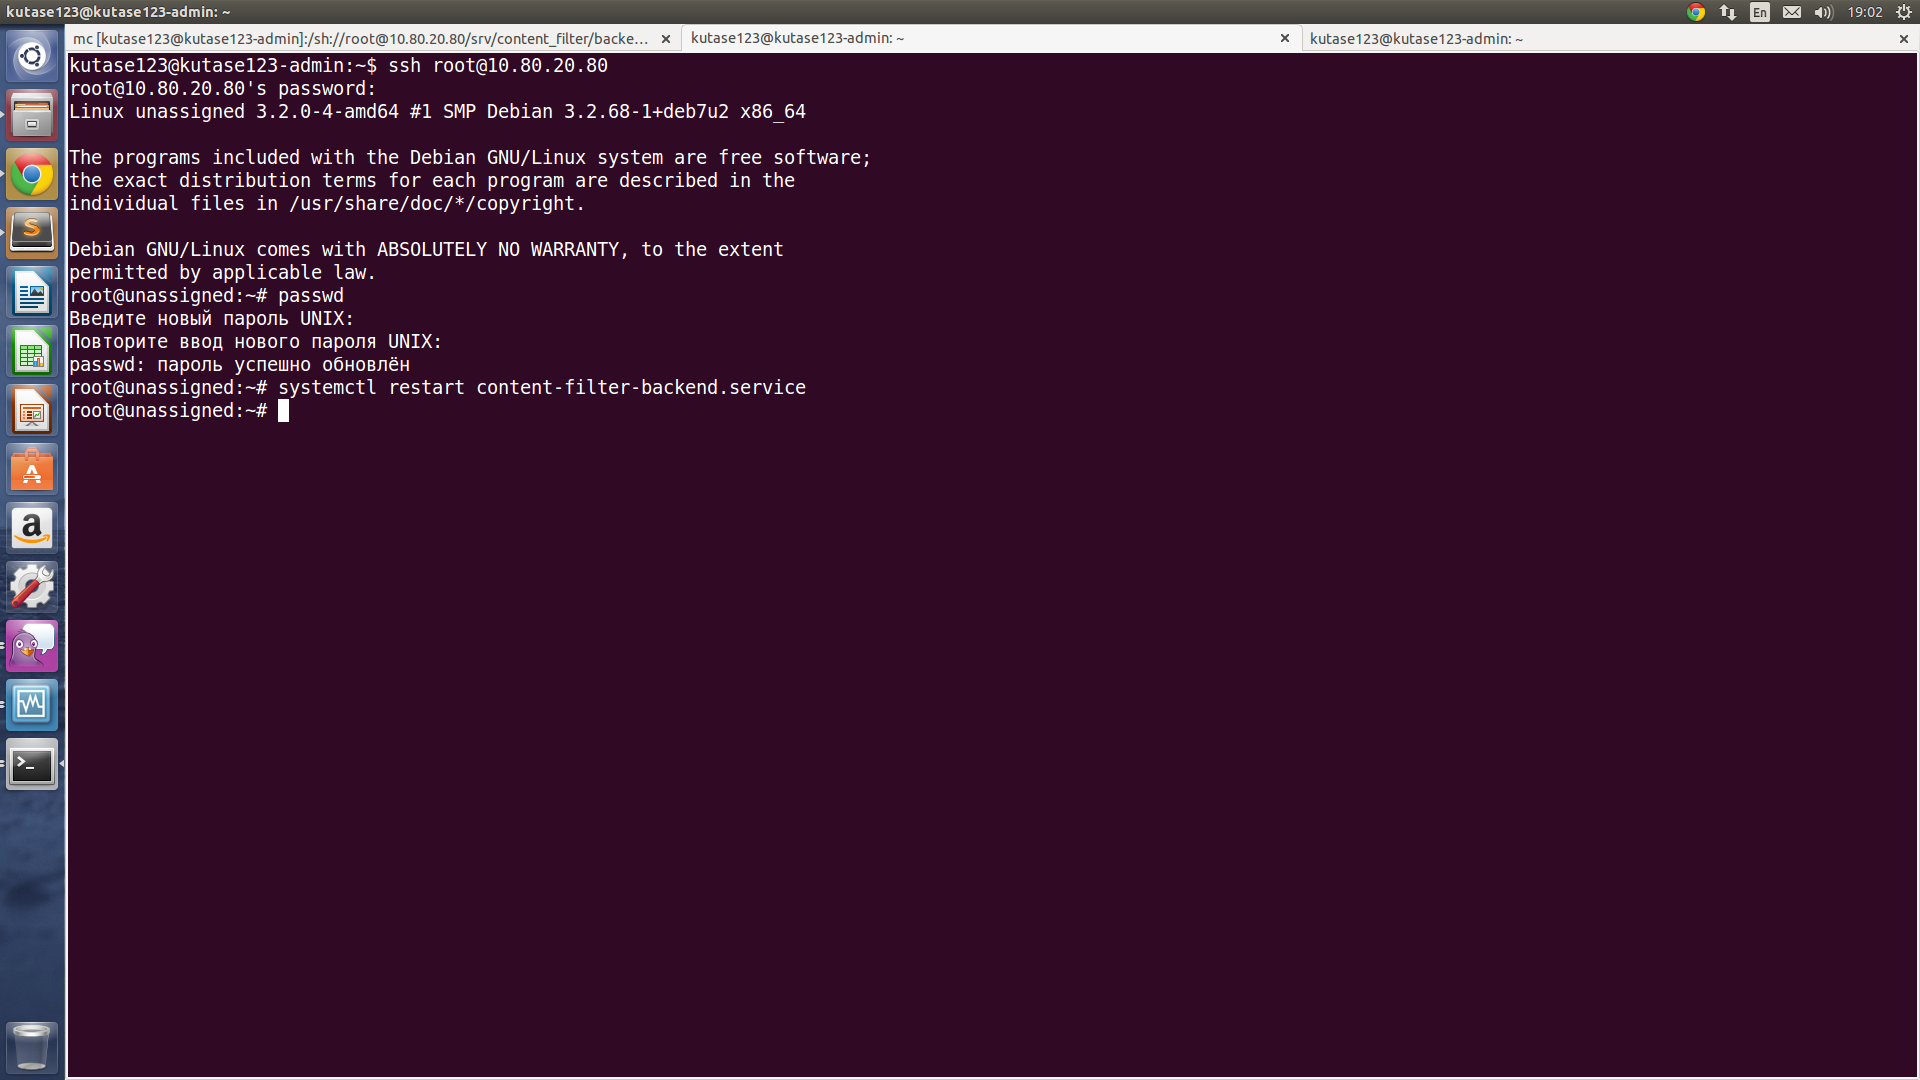 kutase123@kutase123-admin: ~
En
19:02
mc [kutase123@kutase123-admin]:/sh://root@10.80.20.80/srv/content_filter/backe...
kutase123@kutase123-admin: ~
kutase123@kutase123-admin: ~
kutase123@kutase123-admin:~$ ssh root@10.80.20.80
root@10.80.20.80's password:
Linux unassigned 3.2.0-4-amd64 #1 SMP Debian 3.2.68-1+deb7u2 x86_64
The programs included with the Debian GNU/Linux system are free software;
the exact distribution terms for each program are described in the
individual files in /usr/share/doc/*/copyright.
Debian GNU/Linux comes with ABSOLUTELY NO WARRANTY, to the extent
permitted by applicable law.
root@unassigned:~# passwd
Введите новый пароль UNIX:
Повторите ввод нового пароля UNIX:
passwd: пароль успешно обновлён
root@unassigned:~# systemctl restart content-filter-backend.service
root@unassigned:~#